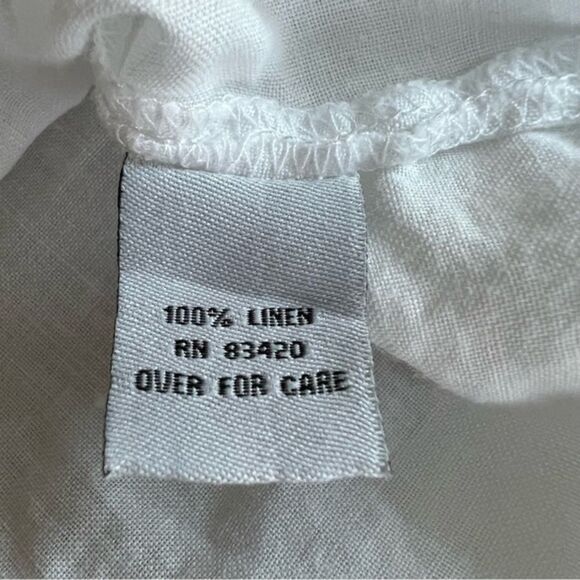 100% LINEN
RN 83420
OVER FOR CARE